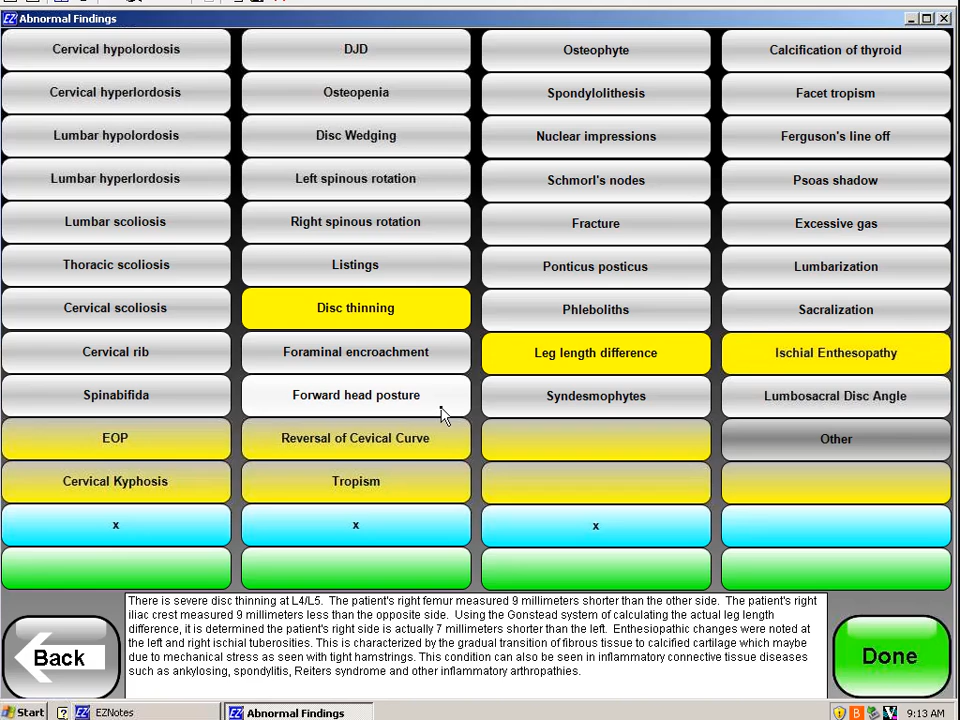 EZ Abnormal Findings
Cervical hypolordosis
DJD
Osteophyte
Calcification of thyroid
Cervical hyperlordosis
Osteopenia
Spondylolithesis
Facet tropism
Lumbar hypolordosis
Disc Wedging
Nuclear impressions
Ferguson's line off
Lumbar hyperlordosis
Left spinous rotation
Schmorl's nodes
Psoas shadow
Lumbar scoliosis
Right spinous rotation
Fracture
Excessive gas
Thoracic scoliosis
Listings
Ponticus posticus
Lumbarization
Cervical scoliosis
Disc thinning
Phleboliths
Sacralization
Cervical rib
Foraminal encroachment
Leg length difference
Ischial Enthesopathy
Spinabifida
Forward head posture
Syndesmophytes
Lumbosacral Disc Angle
EOP
Reversal of Cevical Curve
Other
Cervical Kyphosis
Tropism
x
x
x
There is severe disc thinning at L4/L5. The patient's right femur measured 9 millimeters shorter than the other side. The patient's right
iliac crest measured 9 millimeters less than the opposite side. Using the Gonstead system of calculating the actual leg length
difference, it is determined the patient's right side is actually 7 millimeters shorter than the left. Enthesiopathic changes were noted at
the left and right ischial tuberosities. This is characterized by the gradual transition of fibrous tissue to calcified cartilage which maybe
due to mechanical stress as seen with tight hamstrings. This condition can also be seen in inflammatory connective tissue diseases
such as ankylosing, spondylitis, Reiters syndrome and other inflammatory arthropathies.
Back
Done
Start
EZ EZNotes
EZ Abnormal Findings
9:13 AM